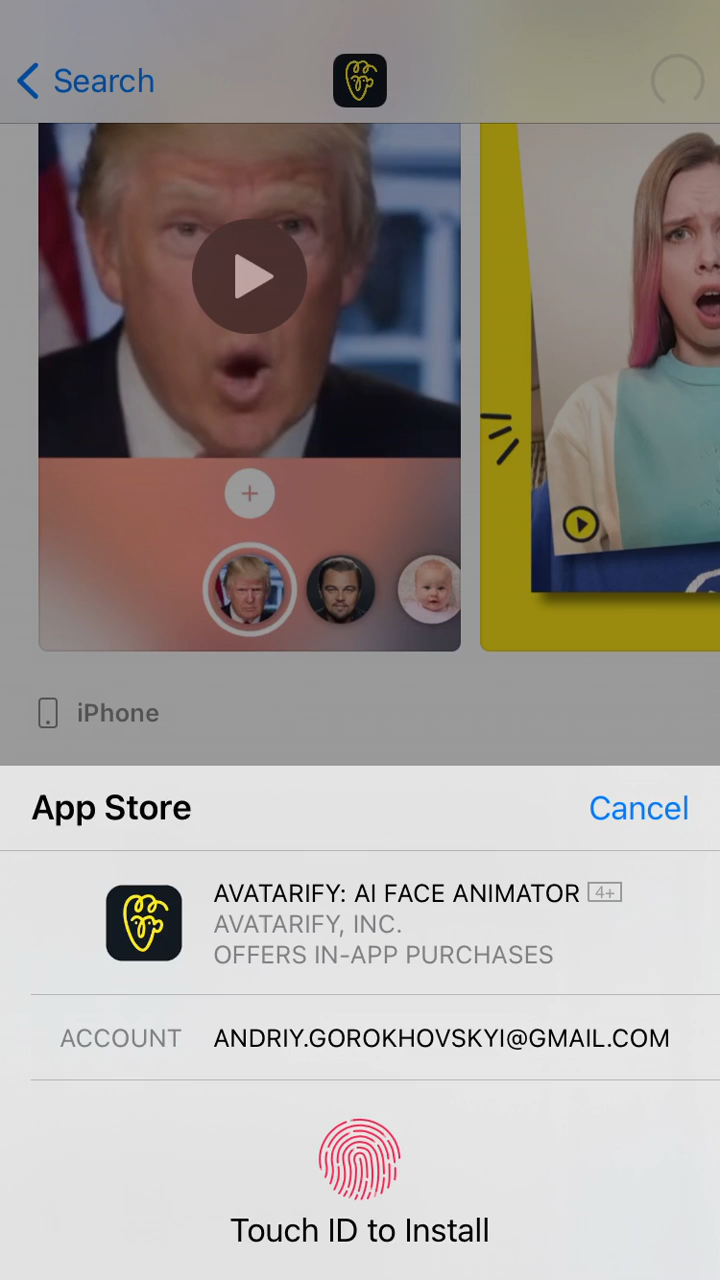 Search
iPhone
App Store
Cancel
AVATARIFY: AI FACE ANIMATOR 4+
AVATARIFY, INC.
OFFERS IN-APP PURCHASES
ACCOUNT ANDRIY.GOROKHOVSKYI@GMAIL.COM
Touch ID to Install